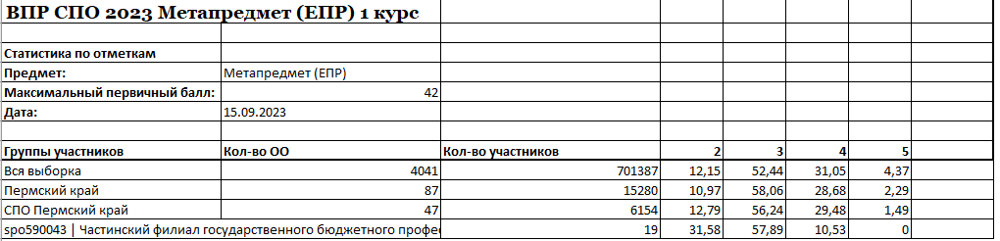 ВПР СПО 2023 Метапредмет (ЕПР) 1 курс
Статистика по отметкам
Предмет: Метапредмет (ЕПР)
Максимальный первичный балл: 42
Дата: 15.09.2023
Группы участников Кол-во ОО Кол-во участников 2 3 4 5
Вся выборка 4041 701387 12,15 52,44 31,05 4,37
Пермский край 87 15280 10,97 58,06 28,68 2,29
СПО Пермский край 47 6154 12,79 56,24 29,48 1,49
spo590043 | Частинский филиал государственного бюджетного профес 19 31,58 57,89 10,53 0